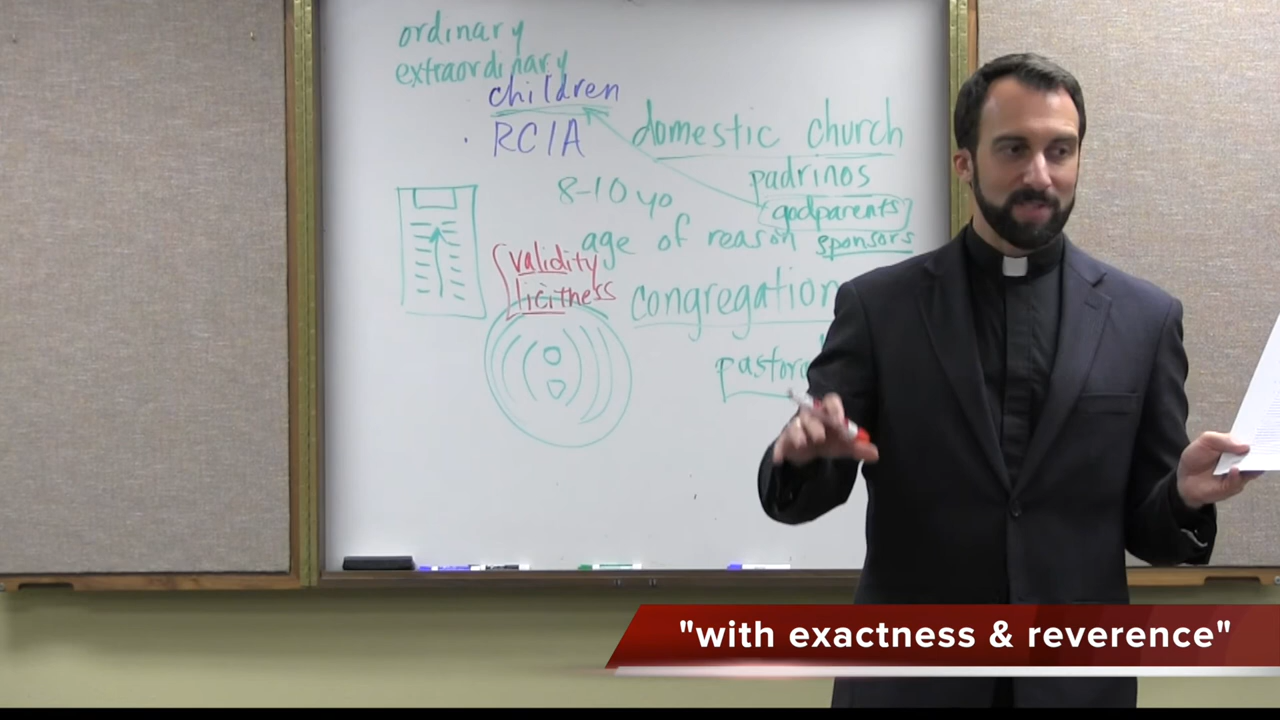 ordinary
extraordinary
children
· RCIA
domestic church
padrinos
8-10 yo
(godparents)
age of reason sponsors
validity
licitness
congregation
"with exactness & reverence"